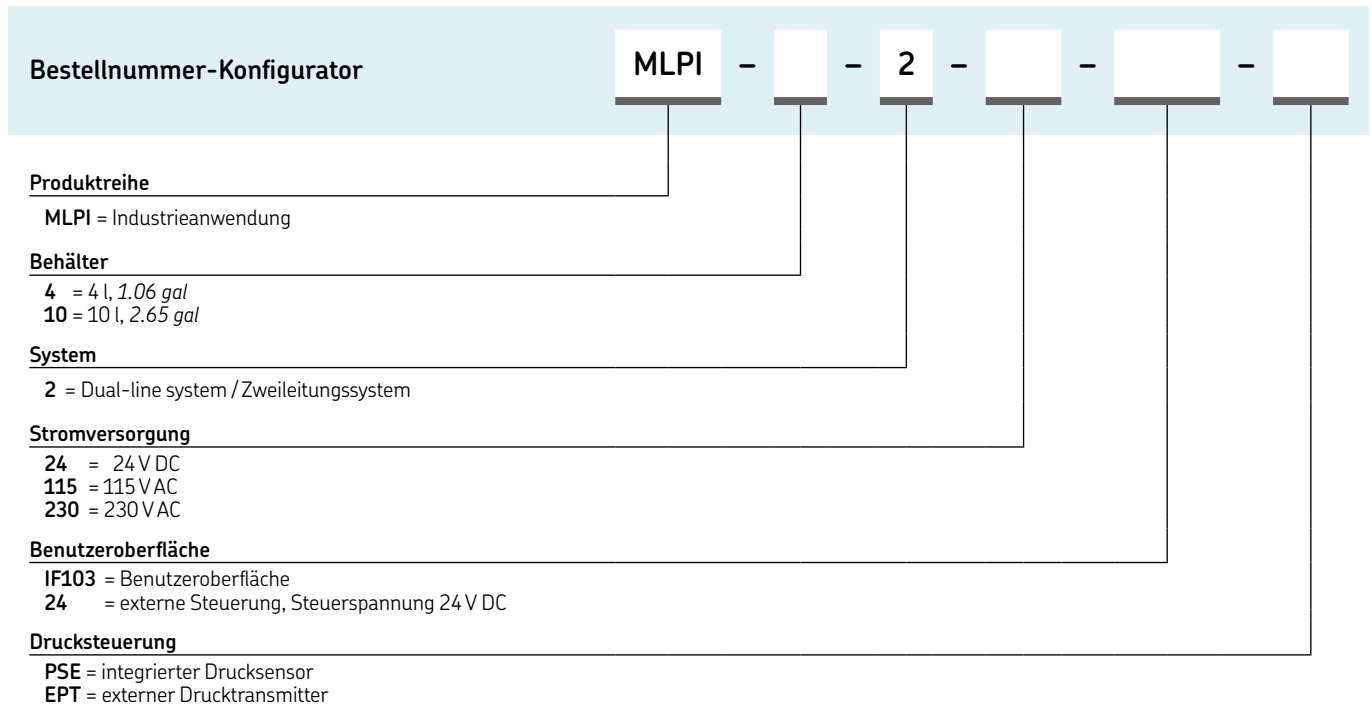 Bestellnummer-Konfigurator MLPI – – 2 – – –
Produktreihe
MLPI = Industrieanwendung
Behälter
4 = 4 l, 1.06 gal
10 = 10 l, 2.65 gal
System
2 = Dual-line system / Zweileitungssystem
Stromversorgung
24 = 24 V DC
115 = 115 V AC
230 = 230 V AC
Benutzeroberfläche
IF103 = Benutzeroberfläche
24 = externe Steuerung, Steuerspannung 24 V DC
Drucksteuerung
PSE = integrierter Drucksensor
EPT = externer Drucktransmitter